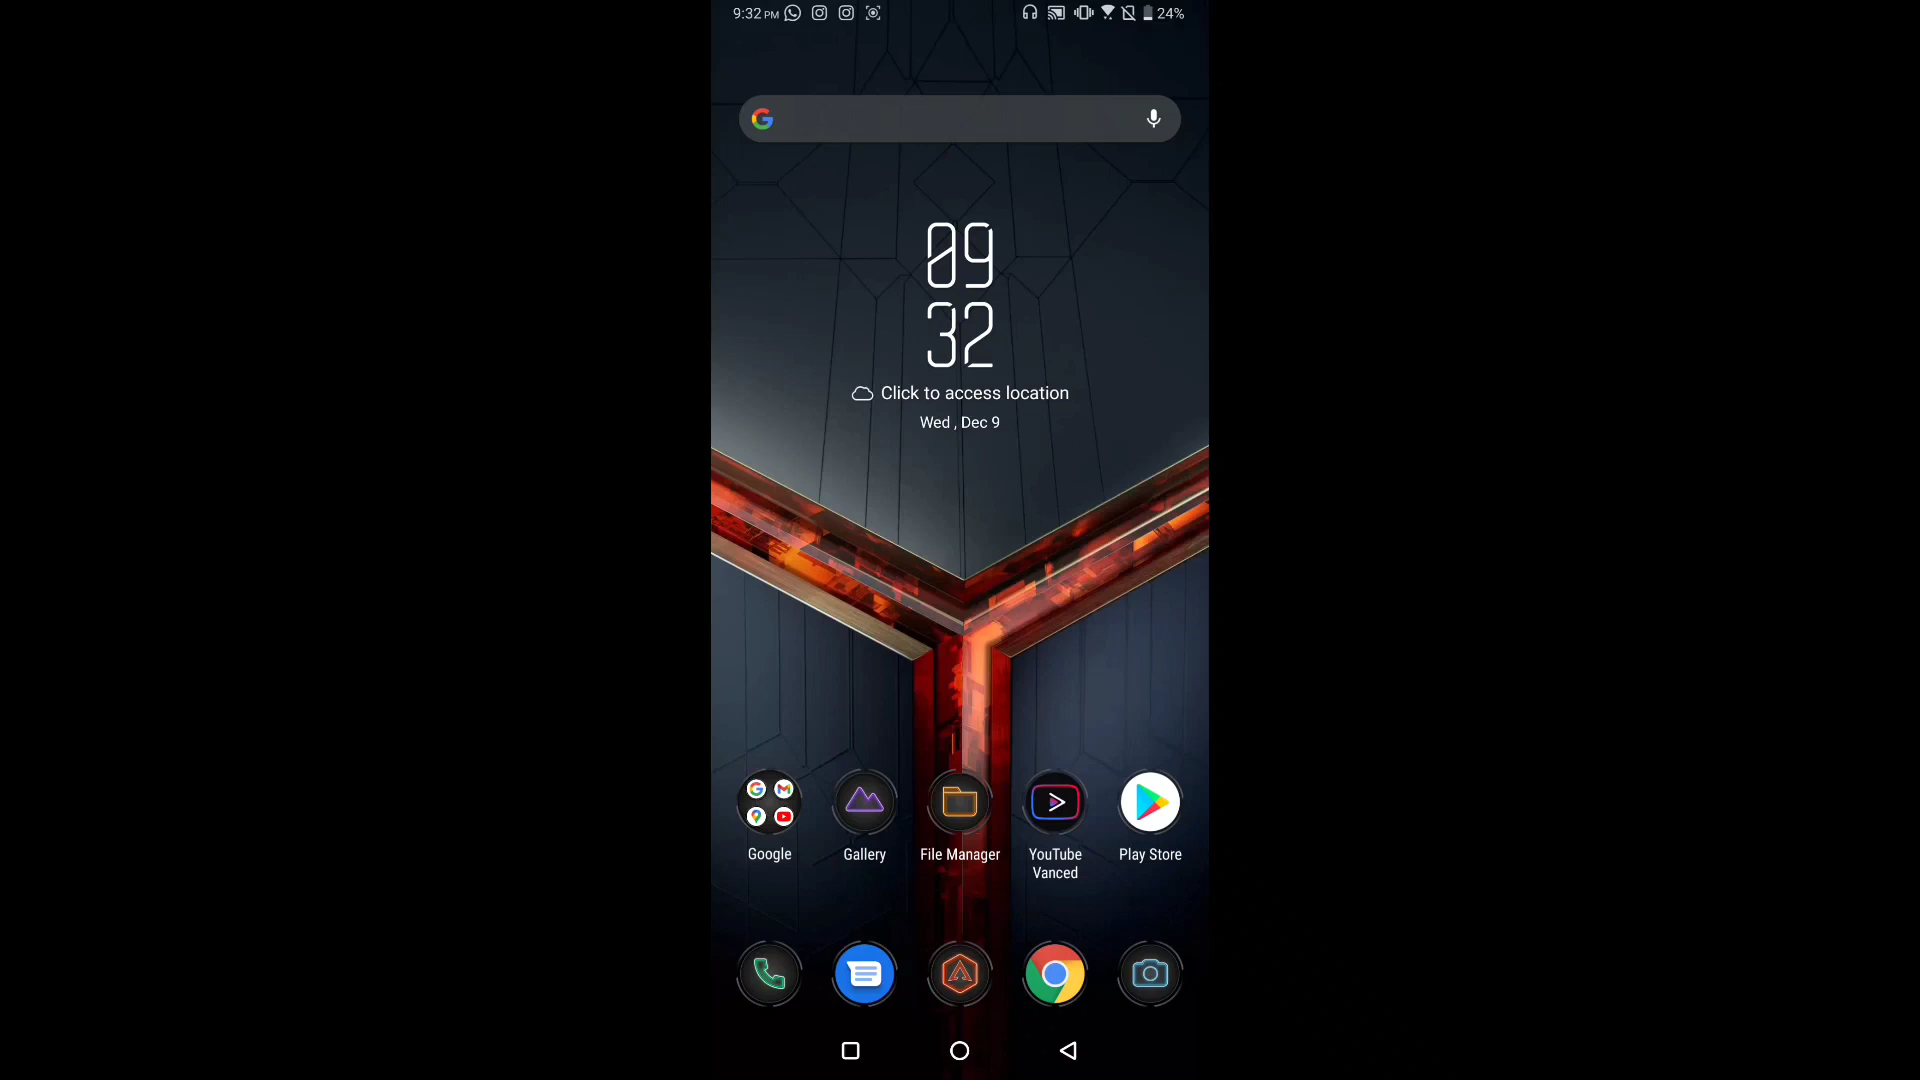 9:32 PM 24%
09
32
Click to access location
Wed , Dec 9
Google Gallery File Manager YouTube Vanced Play Store